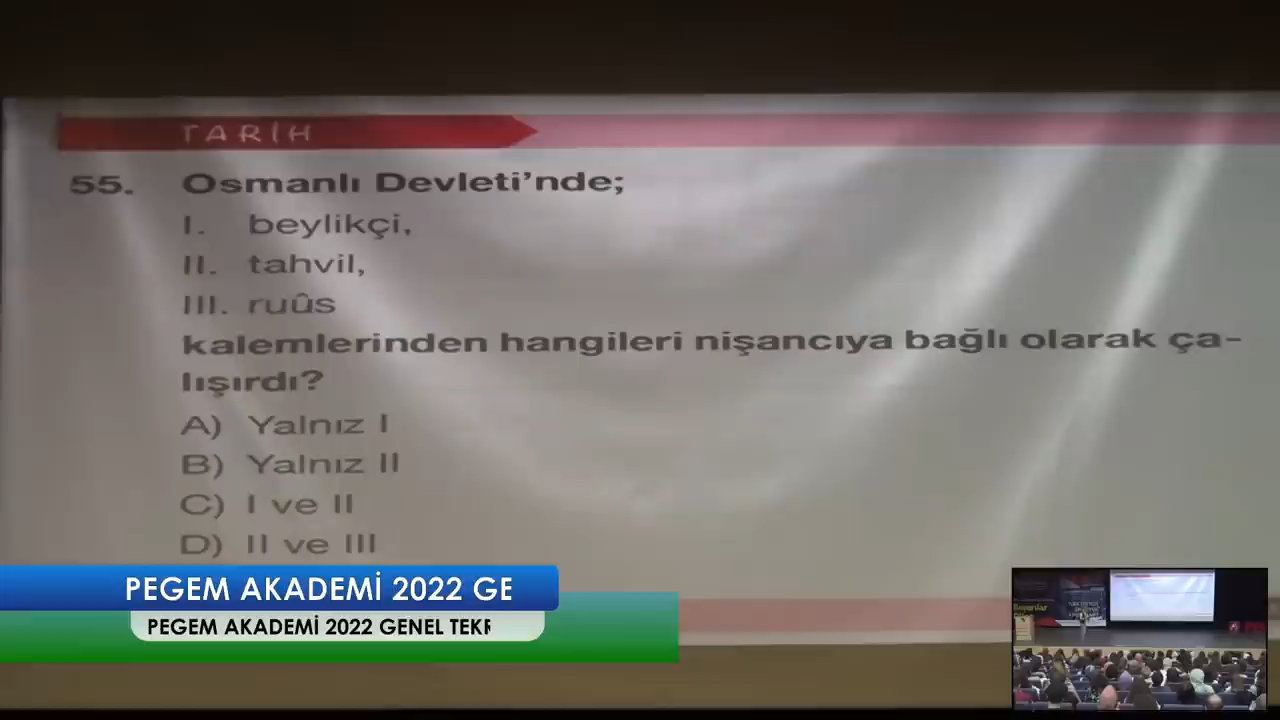 TARİH
55. Osmanlı Devleti'nde;
I. beylikçi,
II. tahvil,
III. ruûs
kalemlerinden hangileri nişancıya bağlı olarak ça-
lışırdı?
A) Yalnız I
B) Yalnız II
C) I ve II
D) II ve III
PEGEM AKADEMİ 2022 GE
PEGEM AKADEMİ 2022 GENEL TEKR